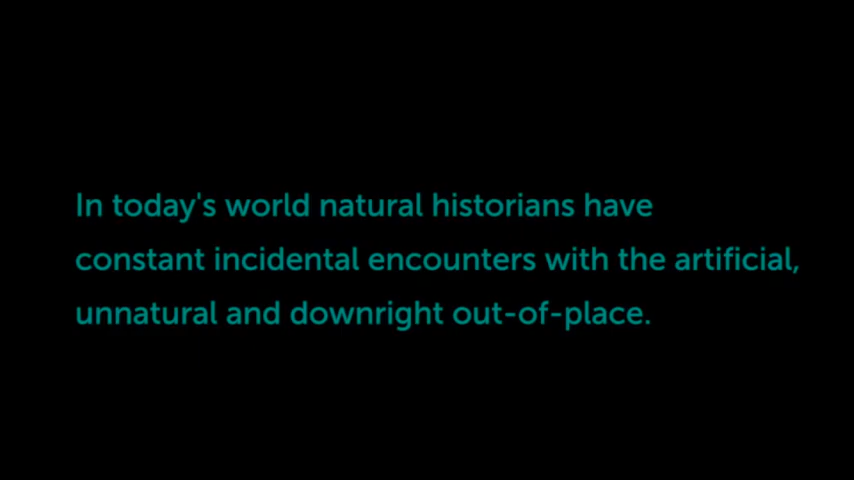 In today's world natural historians have
constant incidental encounters with the artificial,
unnatural and downright out-of-place.